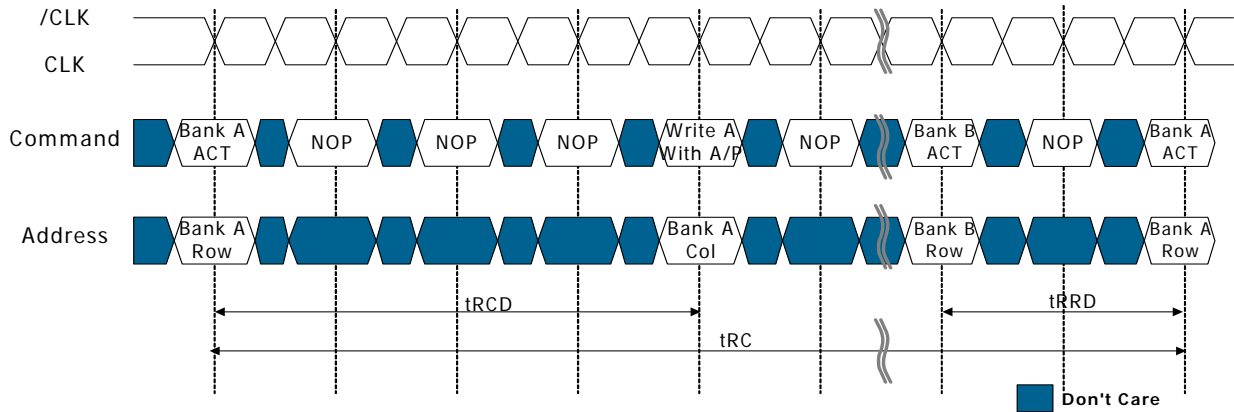 /CLK
CLK
Command
Bank A
ACT
NOP
NOP
NOP
Write A
With A/P
NOP
Bank B
ACT
NOP
Bank A
ACT
Address
Bank A
Row
Bank A
Col
Bank B
Row
Bank A
Row
tRCD
tRRD
tRC
Don't Care